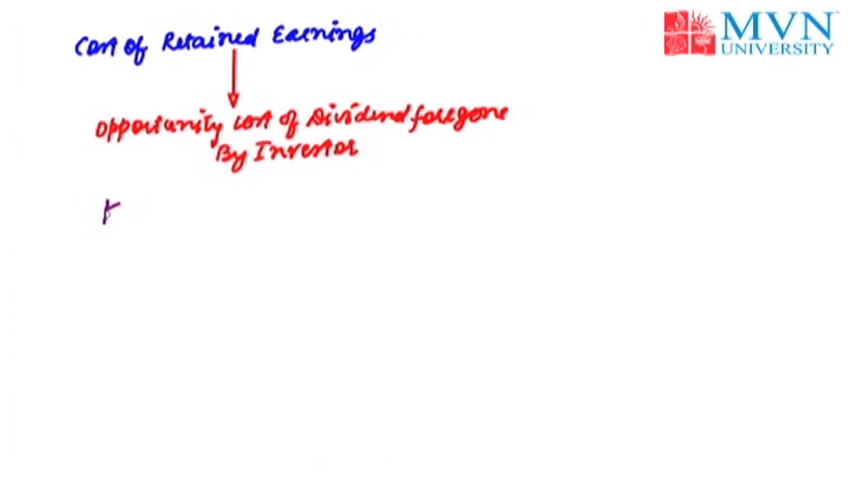 Cost of Retained Earnings
Opportunity Cost of Dividend foregone
By Investor
K
MVN
UNIVERSITY